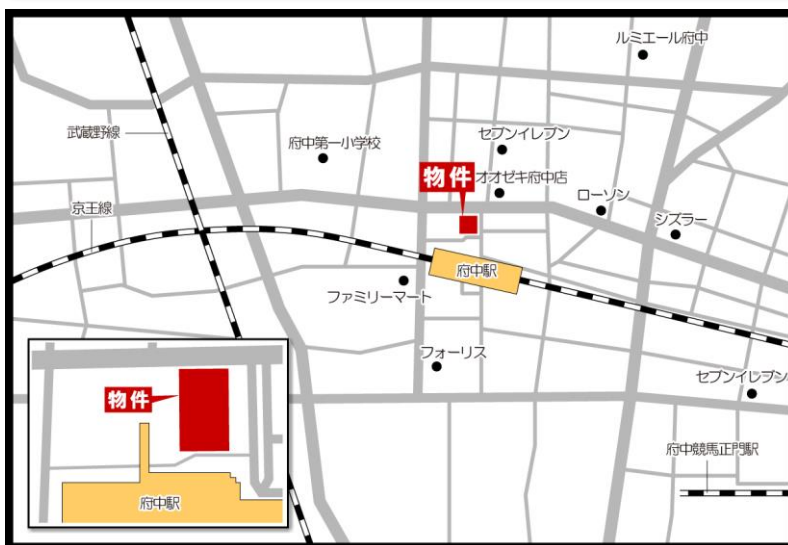 ルミエール府中
武蔵野線
府中第一小学校
セブンイレブン
物件
オオゼキ府中店
ローソン
京王線
シズラー
府中駅
ファミリーマート
フォーリス
セブンイレブン
物件
府中競馬正門駅
府中駅